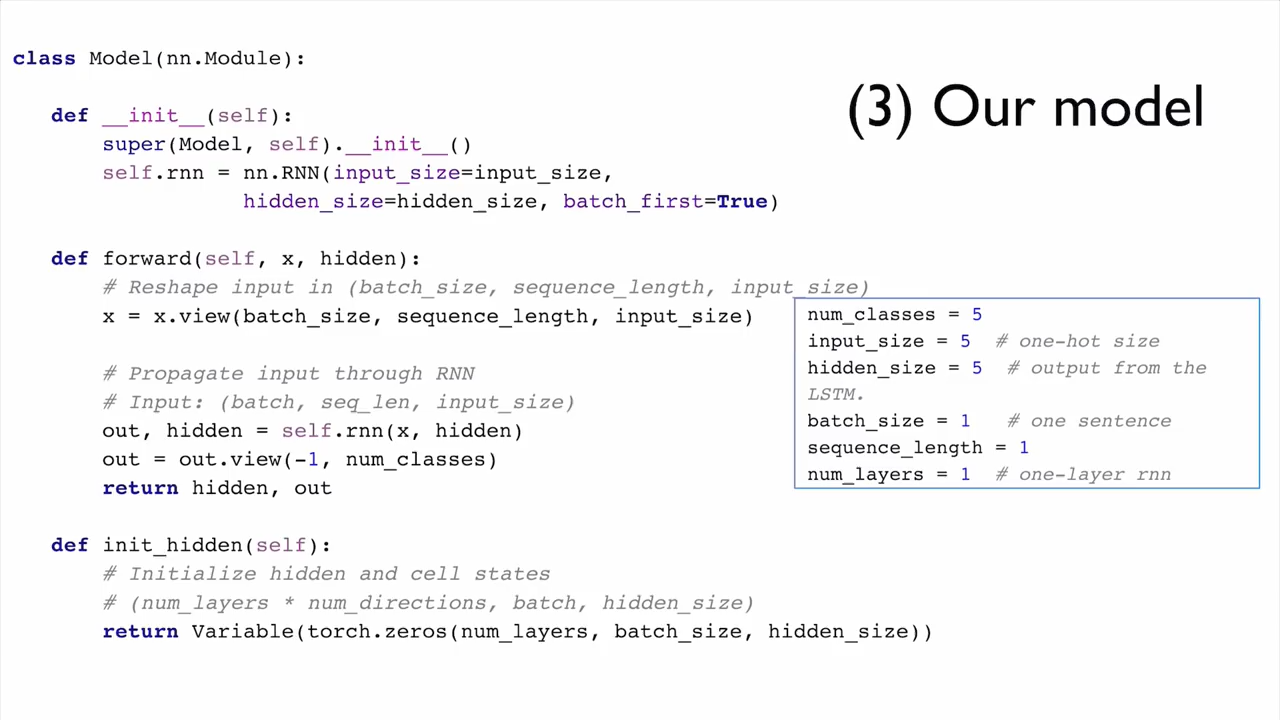 (3) Our model
class Model(nn.Module):
def __init__(self):
super(Model, self).__init__()
self.rnn = nn.RNN(input_size=input_size,
hidden_size=hidden_size, batch_first=True)
def forward(self, x, hidden):
# Reshape input in (batch_size, sequence_length, input_size)
x = x.view(batch_size, sequence_length, input_size)
# Propagate input through RNN
# Input: (batch, seq_len, input_size)
out, hidden = self.rnn(x, hidden)
out = out.view(-1, num_classes)
return hidden, out
def init_hidden(self):
# Initialize hidden and cell states
# (num_layers * num_directions, batch, hidden_size)
return Variable(torch.zeros(num_layers, batch_size, hidden_size))
num_classes = 5
input_size = 5 # one-hot size
hidden_size = 5 # output from the
LSTM.
batch_size = 1 # one sentence
sequence_length = 1
num_layers = 1 # one-layer rnn